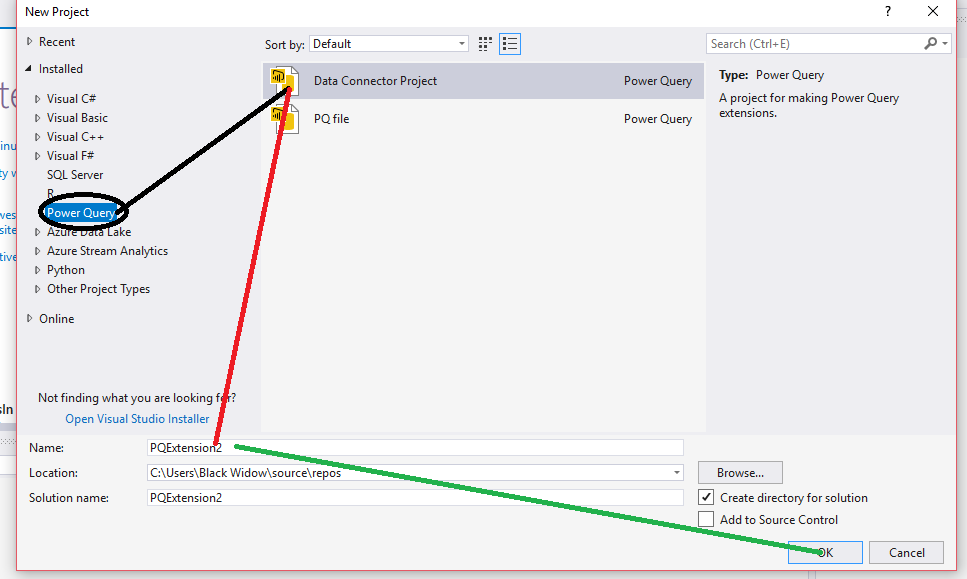 New Project
?
Recent
Installed
Visual C#
Visual Basic
Visual C++
Visual F#
SQL Server
R
Power Query
Azure Data Lake
Azure Stream Analytics
Python
Other Project Types
Online
Not finding what you are looking for?
Open Visual Studio Installer
Sort by: Default
Data Connector Project Power Query
PQ file Power Query
Search (Ctrl+E)
Type: Power Query
A project for making Power Query
extensions.
Name: PQExtension2
Location: C:\Users\Black Widow\source\repos
Browse...
Solution name: PQExtension2
Create directory for solution
Add to Source Control
OK
Cancel